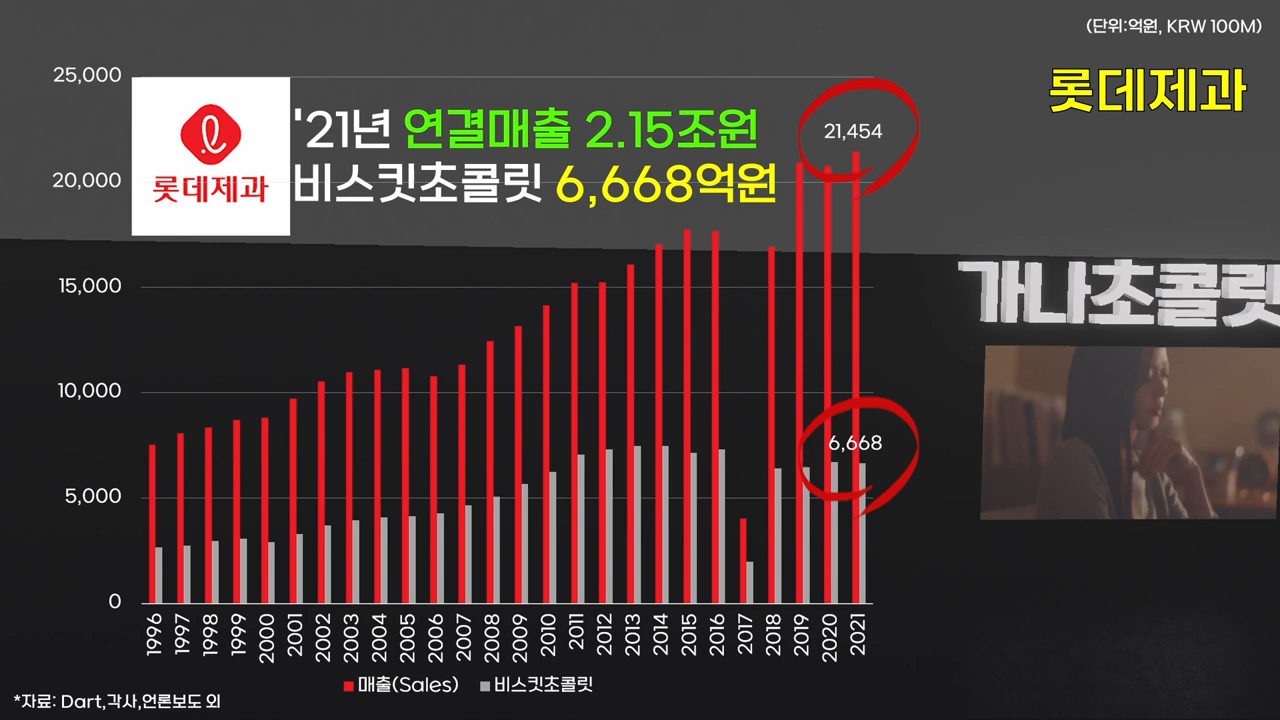 (단위:억원, KRW 100M)
롯데제과
'21년 연결매출 2.15조원
비스킷초콜릿 6,668억원
롯데제과
25,000
20,000
15,000
10,000
5,000
0
21,454
6,668
가나초콜릿
1996 1997 1998 1999 2000 2001 2002 2003 2004 2005 2006 2007 2008 2009 2010 2011 2012 2013 2014 2015 2016 2017 2018 2019 2020 2021
매출(Sales) 비스킷초콜릿
*자료: Dart,각사,언론보도 외